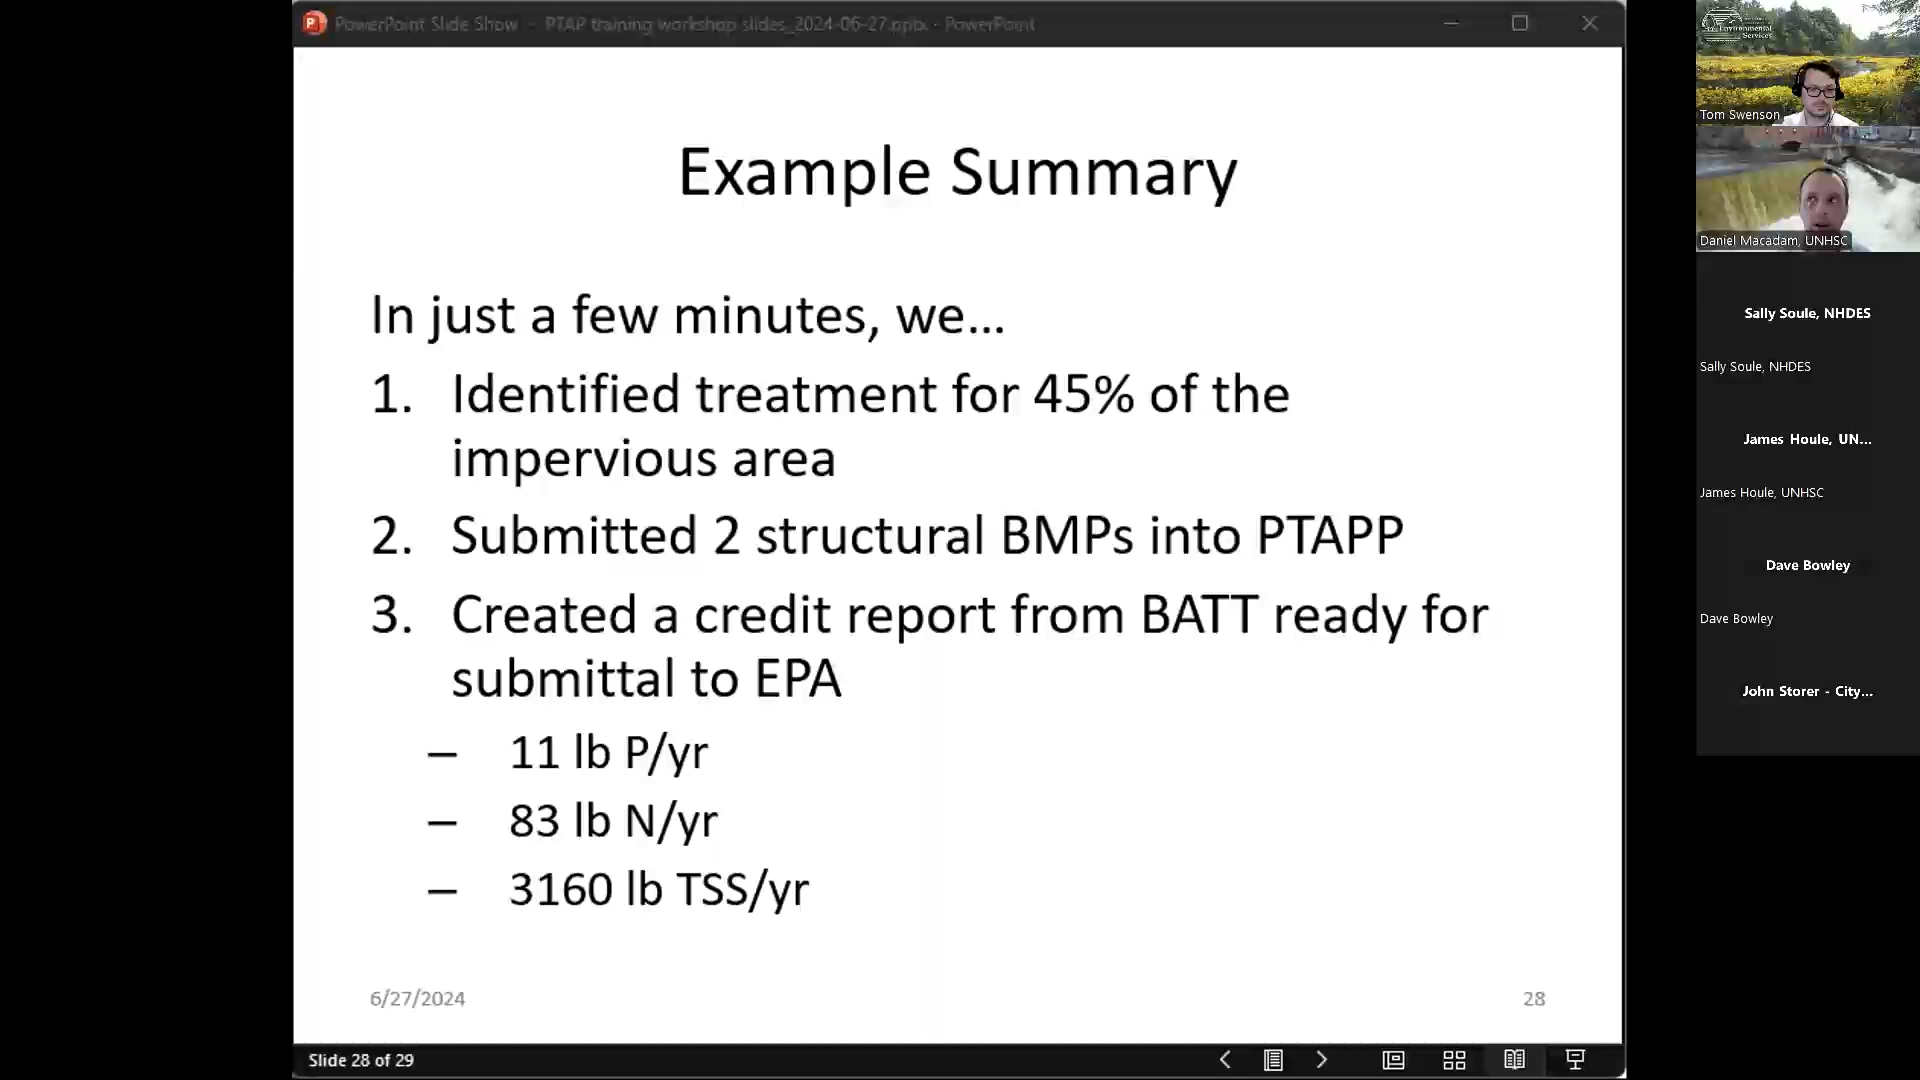 PowerPoint Slide Show - PTAP training workshop slides_2024-06-27.pptx - PowerPoint
Example Summary
In just a few minutes, we...
1. Identified treatment for 45% of the
impervious area
2. Submitted 2 structural BMPs into PTAPP
3. Created a credit report from BATT ready for
submittal to EPA
– 11 lb P/yr
– 83 lb N/yr
– 3160 lb TSS/yr
6/27/2024
28
Slide 28 of 29
Environmental
Services
Tom Swenson
Daniel Macadam, UNHSC
Sally Soule, NHDES
Sally Soule, NHDES
James Houle, UN...
James Houle, UNHSC
Dave Bowley
Dave Bowley
John Storer - City...